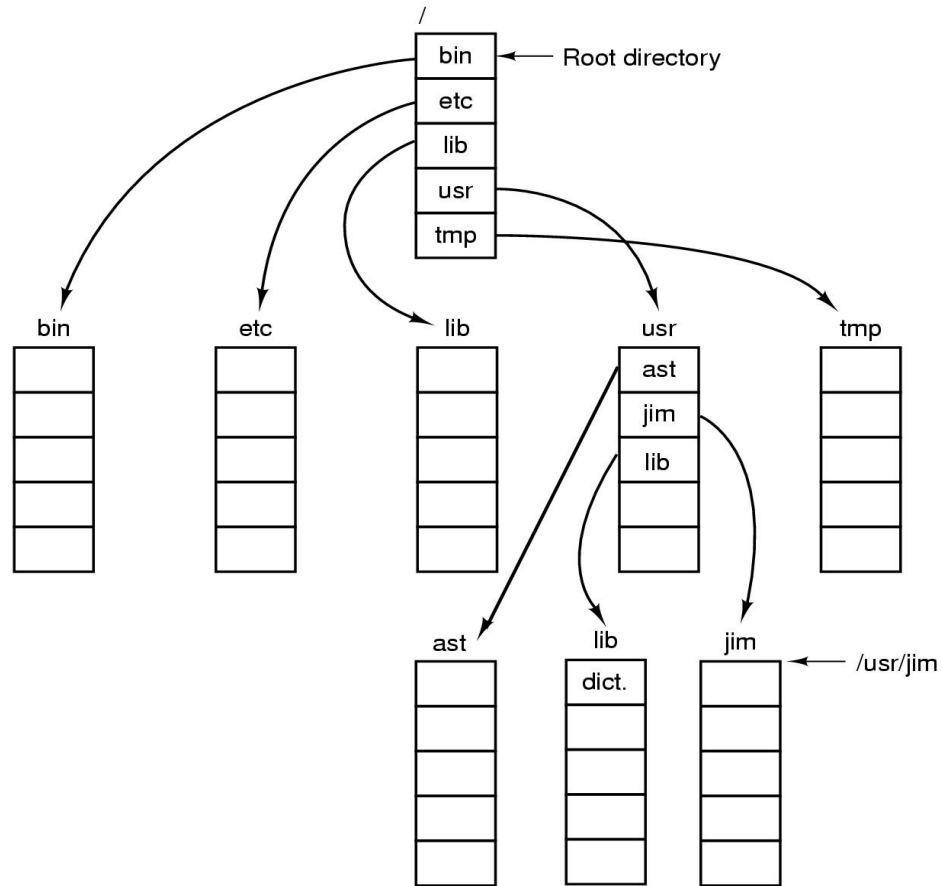 /
bin
Root directory
etc
lib
usr
tmp
bin
etc
lib
usr
tmp
ast
jim
lib
ast
lib
jim
/usr/jim
dict.